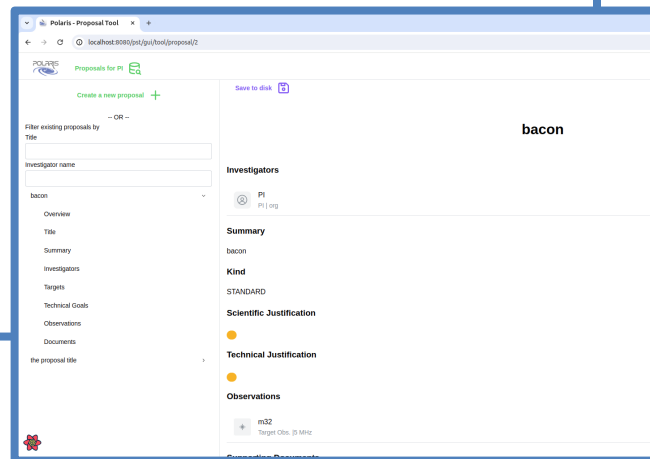 Polaris - Proposal Tool
localhost:8080/pst/gui/tool/proposal/2
POLARIS
Proposals for PI
Create a new proposal
-- OR --
Filter existing proposals by
Title
Investigator name
bacon
Overview
Title
Summary
Investigators
Targets
Technical Goals
Observations
Documents
the proposal title
Save to disk
bacon
Investigators
PI
PI | org
Summary
bacon
Kind
STANDARD
Scientific Justification
Technical Justification
Observations
m32
Target Obs. |5 MHz
Supporting Documents